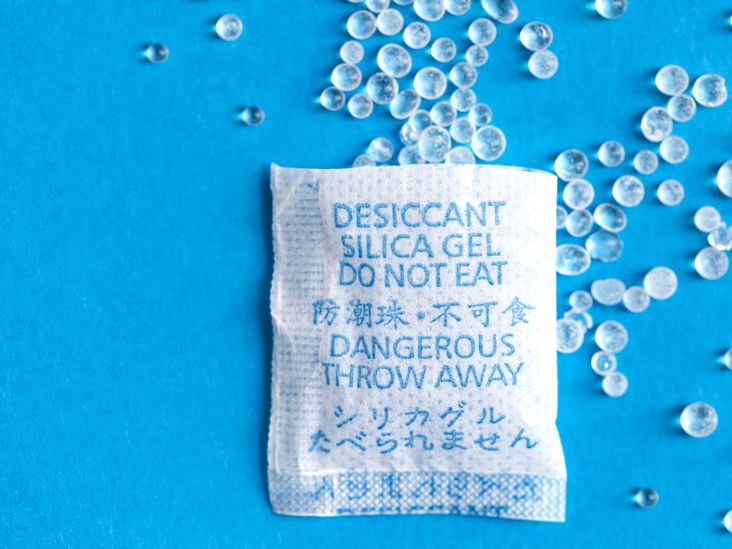 DESICCANT
SILICA GEL
DO NOT EAT
防潮珠·不可食
DANGEROUS
THROW AWAY
シリカゲル
たべられません